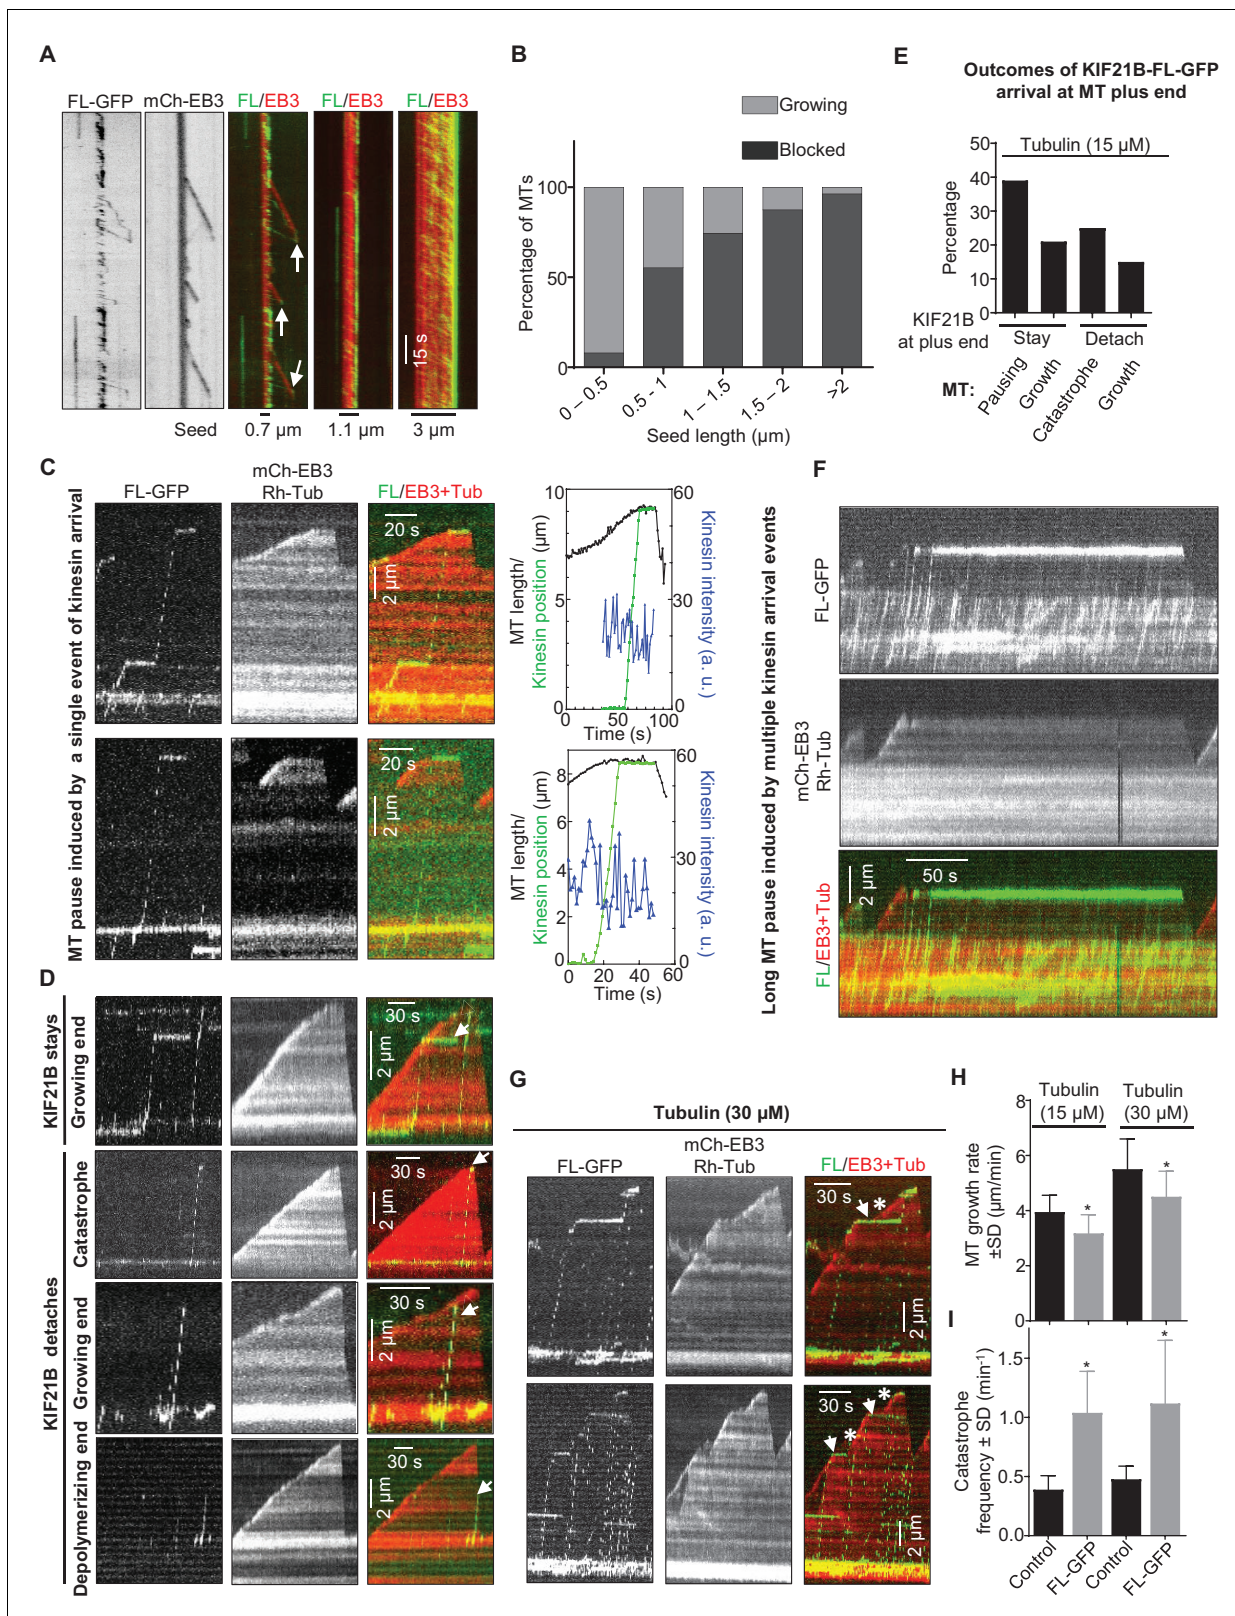 A
FL-GFP mCh-EB3 FL/EB3 FL/EB3 FL/EB3
15 s
Seed 0.7 µm 1.1 µm 3 µm
B
Growing
Blocked
Percentage of MTs
100
50
0
0 – 0.5
0.5 - 1
1 – 1.5
1.5 – 2
>2
Seed length (µm)
E
Outcomes of KIF21B-FL-GFP
arrival at MT plus end
Tubulin (15 µM)
Percentage
50
40
30
20
10
0
KIF21B
at plus end
Stay
Detach
MT:
Pausing
Growth
Catastrophe
Growth
C
MT pause induced by a single event of kinesin arrival
FL-GFP
mCh-EB3
Rh-Tub
FL/EB3+Tub
20 s
2 µm
20 s
2 µm
MT length/
Kinesin position (µm)
10
5
0
60
30
0
Kinesin intensity (a. u.)
0 50 100
Time (s)
MT length/
Kinesin position (µm)
8
6
4
2
0
60
30
0
Kinesin intensity (a. u.)
0 20 40 60
Time (s)
F
Long MT pause induced by multiple kinesin arrival events
FL-GFP
mCh-EB3
Rh-Tub
FL/EB3+Tub
2 µm
50 s
D
KIF21B stays
Growing end
KIF21B detaches
Catastrophe
Growing end
Depolymerizing end
30 s
2 µm
30 s
2 µm
30 s
2 µm
30 s
2 µm
G
Tubulin (30 µM)
FL-GFP
mCh-EB3
Rh-Tub
FL/EB3+Tub
30 s
*
2 µm
30 s
*
*
2 µm
H
Tubulin
(15 µM)
Tubulin
(30 µM)
MT growth rate
±SD (µm/min)
8
6
4
2
0
*
*
I
Catastrophe
frequency ± SD (min⁻¹)
1.5
1.0
0.5
0.0
*
*
Control
FL-GFP
Control
FL-GFP